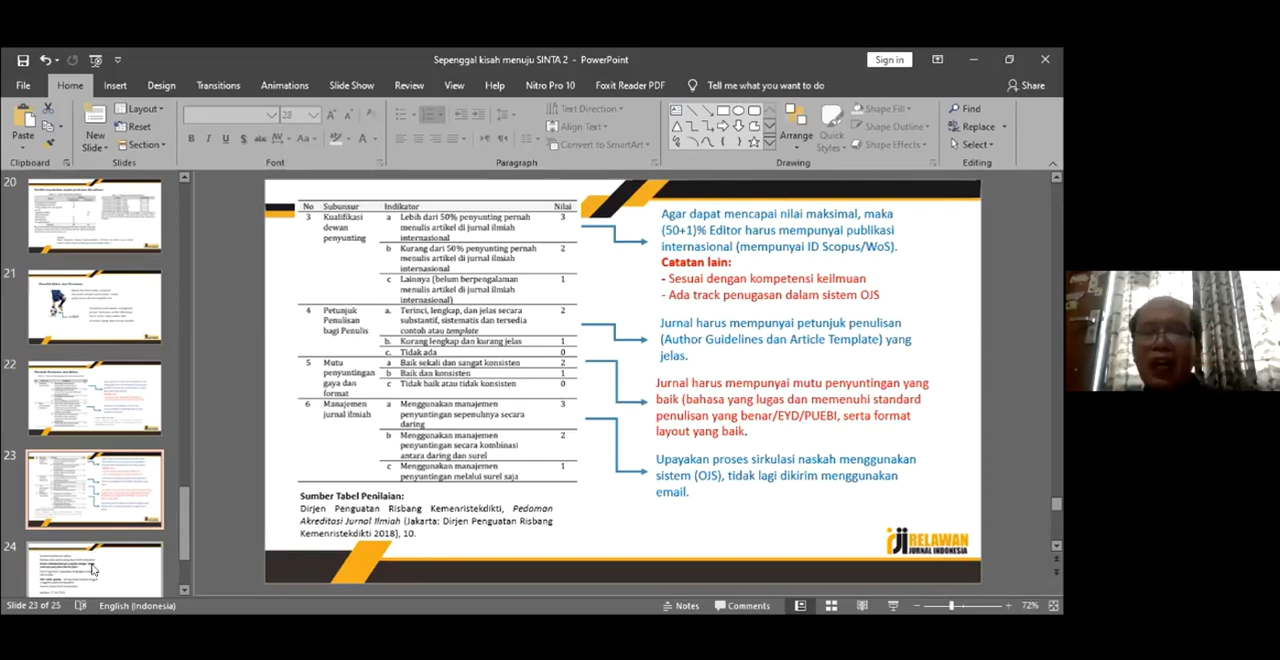 Sepenggal kisah menuju SINTA 2 - PowerPoint
Sign in
File Home Insert Design Transitions Animations Slide Show Review View Help Nitro Pro 10 Foxit Reader PDF Tell me what you want to do
Share
Paste
New
Slide
Layout
Reset
Section
28
Text Direction
Align Text
Convert to SmartArt
Arrange
Quick
Styles
Shape Fill
Shape Outline
Shape Effects
Find
Replace
Select
Clipboard Slides Font Paragraph Drawing Editing
20
21
22
23
24
No Subunsur Indikator Nilai
3 Kualifikasi dewan penyunting
a Lebih dari 50% penyunting pernah 3
menulis artikel di jurnal ilmiah
internasional
b Kurang dari 50% penyunting pernah 2
menulis artikel di jurnal ilmiah
internasional
c Lainnya (belum berpengalaman 1
menulis artikel di jurnal ilmiah
internasional)
4 Petunjuk Penulisan bagi Penulis
a. Terinci, lengkap, dan jelas secara 2
substantif, sistematis dan tersedia
contoh atau template
b. Kurang lengkap dan kurang jelas 1
c. Tidak ada 0
5 Mutu penyuntingan gaya dan format
a Baik sekali dan sangat konsisten 2
b Baik dan konsisten 1
c Tidak baik atau tidak konsisten 0
6 Manajemen jurnal ilmiah
a Menggunakan manajemen 3
penyuntingan sepenuhnya secara
daring
b Menggunakan manajemen 2
penyuntingan secara kombinasi
antara daring dan surel
c Menggunakan manajemen 1
penyuntingan melalui surel saja
Sumber Tabel Penilaian:
Dirjen Penguatan Risbang Kemenristekdikti, Pedoman
Akreditasi Jurnal Ilmiah (Jakarta: Dirjen Penguatan Risbang
Kemenristekdikti 2018), 10.
Agar dapat mencapai nilai maksimal, maka
(50+1)% Editor harus mempunyai publikasi
internasional (mempunyai ID Scopus/WoS).
Catatan lain:
- Sesuai dengan kompetensi keilmuan
- Ada track penugasan dalam sistem OJS
Jurnal harus mempunyai petunjuk penulisan
(Author Guidelines dan Article Template) yang
jelas.
Jurnal harus mempunyai mutu penyuntingan yang
baik (bahasa yang lugas dan memenuhi standard
penulisan yang benar/EYD/PUEBI, serta format
layout yang baik.
Upayakan proses sirkulasi naskah menggunakan
sistem (OJS), tidak lagi dikirim menggunakan
email.
RELAWAN
JURNAL INDONESIA
Slide 23 of 25 English (Indonesia)
Notes Comments 72%